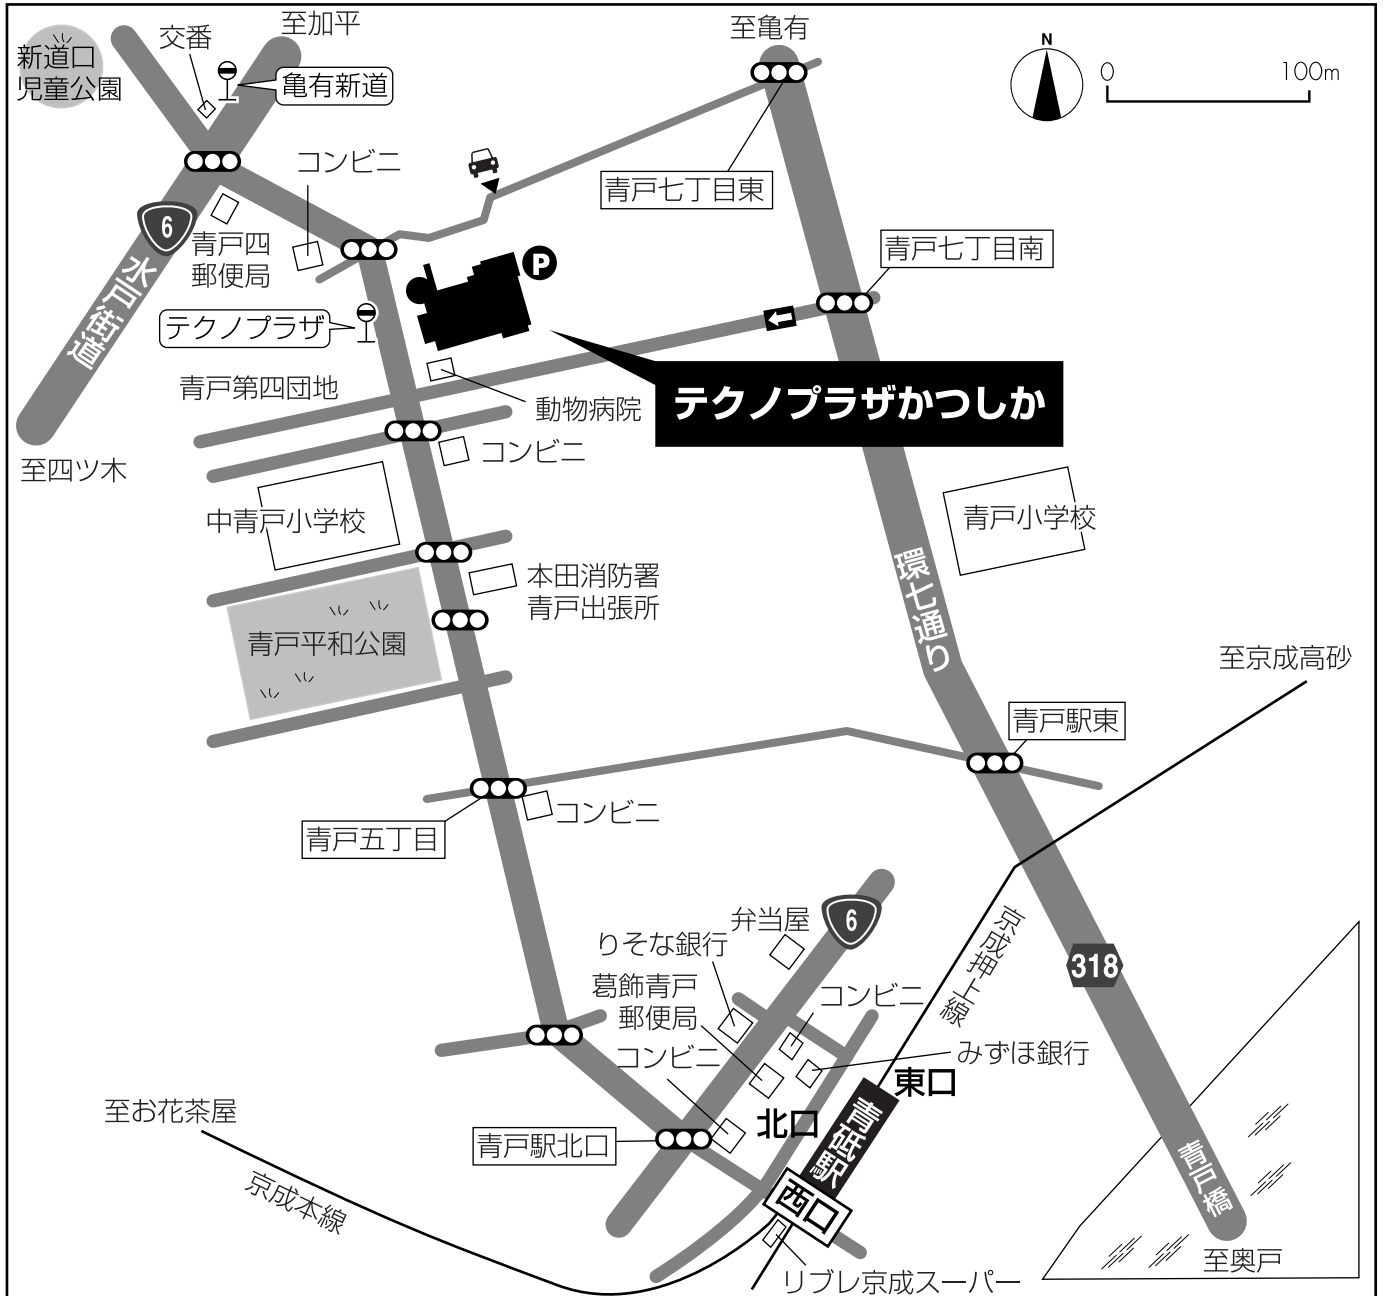 新道口
児童公園
交番
至加平
亀有新道
至亀有
N
0
100m
コンビニ
青戸七丁目東
6
水戸街道
青戸四
郵便局
青戸七丁目南
P
テクノプラザ
青戸第四団地
動物病院
テクノプラザかつしか
至四ツ木
コンビニ
中青戸小学校
青戸小学校
本田消防署
青戸出張所
環七通り
青戸平和公園
至京成高砂
青戸駅東
コンビニ
青戸五丁目
弁当屋
6
りそな銀行
京成押上線
318
葛飾青戸
郵便局
コンビニ
コンビニ
みずほ銀行
東口
至お花茶屋
北口
青砥駅
青戸駅北口
京成本線
西口
青戸橋
至奥戸
リブレ京成スーパー